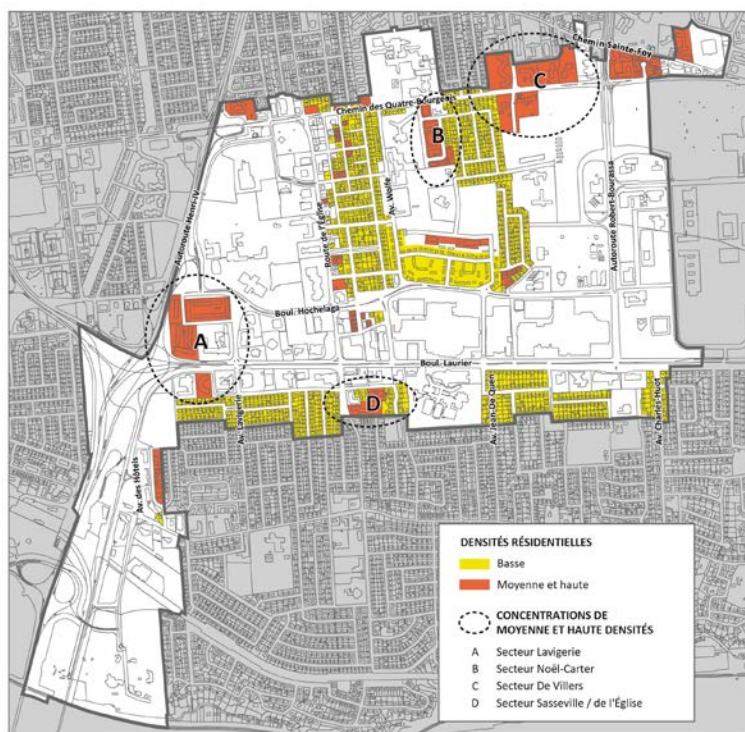 Chemin Sainte-Foy
C
Chemin des Quatre-Bourgeois
B
Autoroute Henri-IV
Route de l'Église
Av. Wolfe
Autoroute Robert-Bourassa
Boul. Hochelaga
A
Boul. Laurier
D
Av. Lavigerie
Av. Jean-De Quen
Av. Charles-Huot
Av. des Hôtels
DENSITÉS RÉSIDENTIELLES
Basse
Moyenne et haute
CONCENTRATIONS DE
MOYENNE ET HAUTE DENSITÉS
A Secteur Lavigerie
B Secteur Noël-Carter
C Secteur De Villers
D Secteur Sasseville / de l'Église